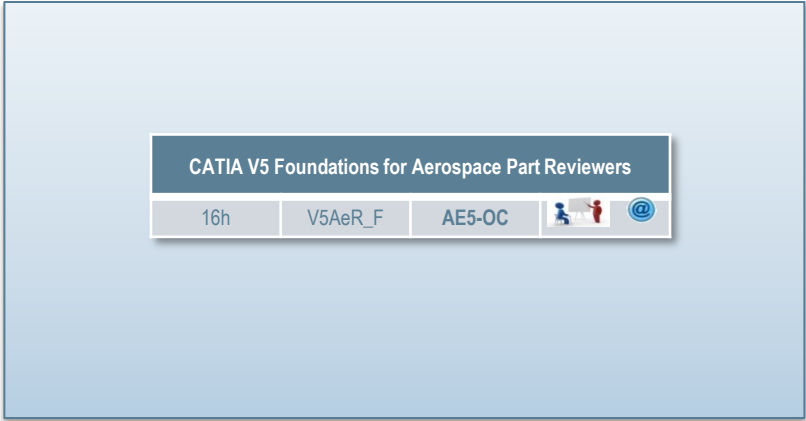 CATIA V5 Foundations for Aerospace Part Reviewers
16h V5AeR_F AE5-OC @